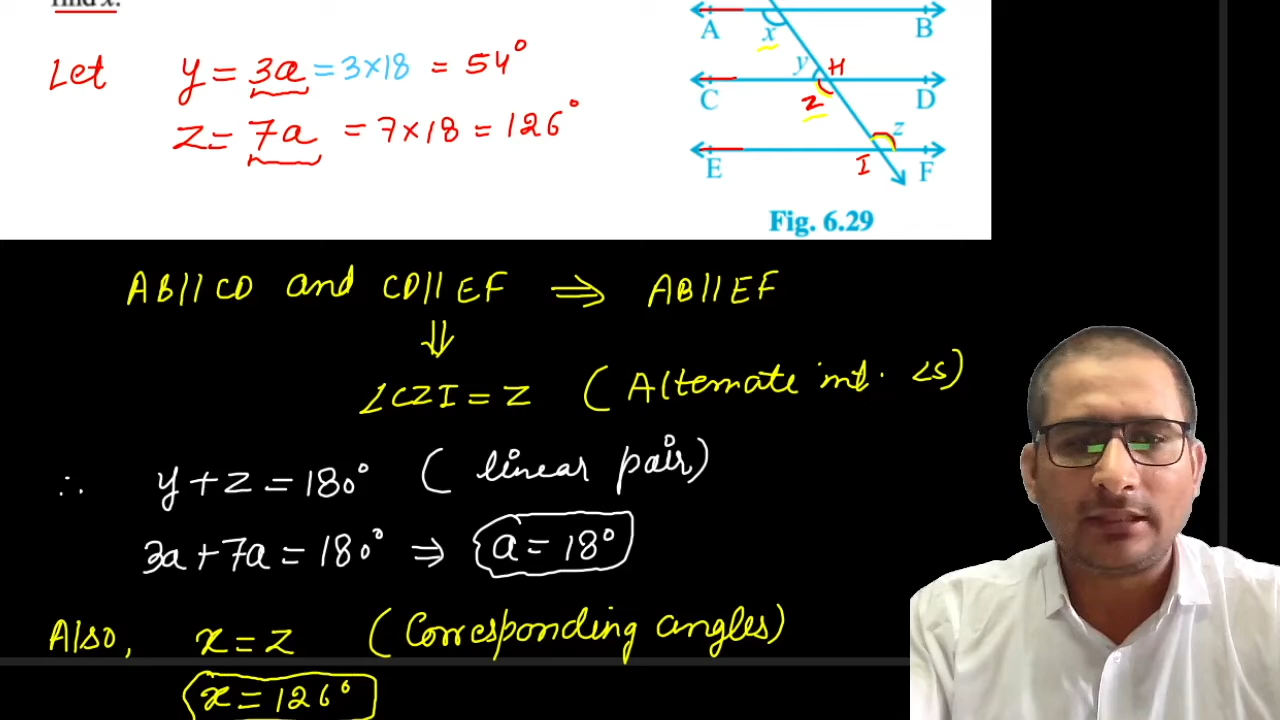 find x.
Let y = 3a = 3×18 = 54°
z = 7a = 7×18 = 126°
A x B
y H
C z D
z
E I F
Fig. 6.29
AB||CD and CD||EF ⇒ AB||EF
⇓
∠CZI = Z (Alternate int. ∠s)
∴ y+z = 180° (linear pair)
3a+7a = 180° ⇒ a = 18°
Also, x = z (Corresponding angles)
x = 126°